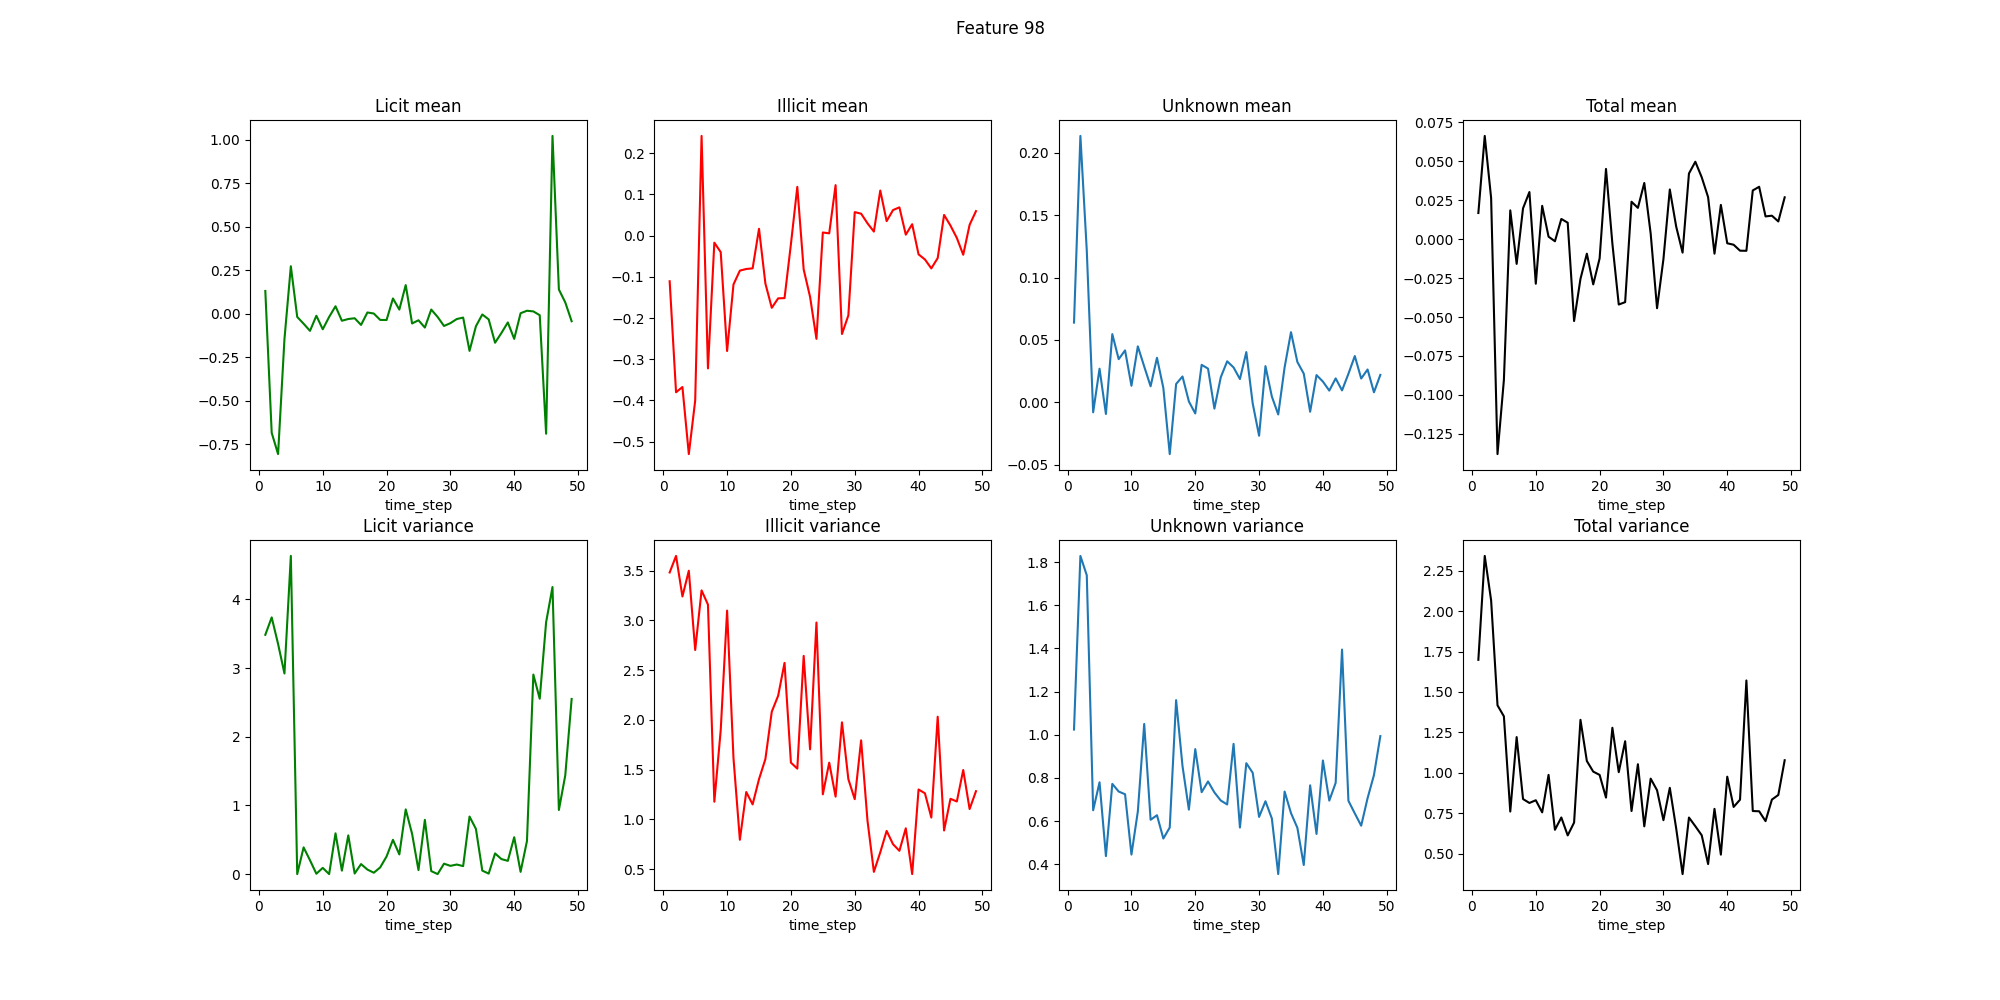 Feature 98
Licit mean
Illicit mean
Unknown mean
Total mean
1.00
0.75
0.50
0.25
0.00
−0.25
−0.50
−0.75
0 10 20 30 40 50
time_step
0.2
0.1
0.0
−0.1
−0.2
−0.3
−0.4
−0.5
0 10 20 30 40 50
time_step
0.20
0.15
0.10
0.05
0.00
−0.05
0 10 20 30 40 50
time_step
0.075
0.050
0.025
0.000
−0.025
−0.050
−0.075
−0.100
−0.125
0 10 20 30 40 50
time_step
Licit variance
Illicit variance
Unknown variance
Total variance
4
3
2
1
0
0 10 20 30 40 50
time_step
3.5
3.0
2.5
2.0
1.5
1.0
0.5
0 10 20 30 40 50
time_step
1.8
1.6
1.4
1.2
1.0
0.8
0.6
0.4
0 10 20 30 40 50
time_step
2.25
2.00
1.75
1.50
1.25
1.00
0.75
0.50
0 10 20 30 40 50
time_step